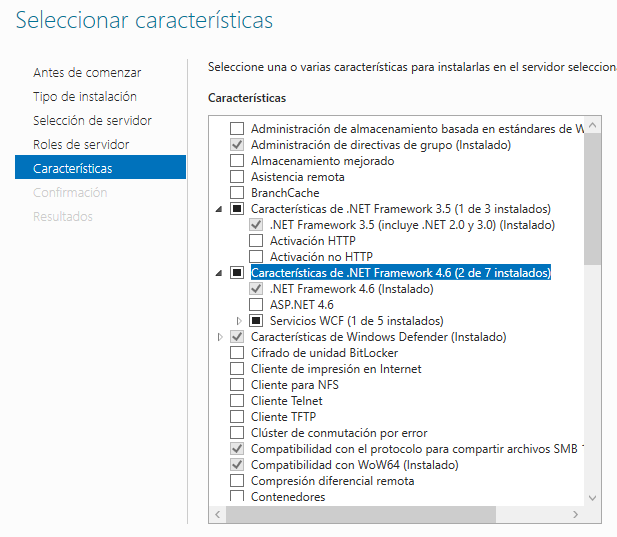 Seleccionar características
Antes de comenzar
Tipo de instalación
Selección de servidor
Roles de servidor
Características
Confirmación
Resultados
Seleccione una o varias características para instalarlas en el servidor
Características
Administración de almacenamiento basada en estándares de
Administración de directivas de grupo (Instalado)
Almacenamiento mejorado
Asistencia remota
BranchCache
Características de .NET Framework 3.5 (1 de 3 instalados)
.NET Framework 3.5 (incluye .NET 2.0 y 3.0) (Instalado)
Activación HTTP
Activación no HTTP
Características de .NET Framework 4.6 (2 de 7 instalados)
.NET Framework 4.6 (Instalado)
ASP.NET 4.6
Servicios WCF (1 de 5 instalados)
Características de Windows Defender (Instalado)
Cifrado de unidad BitLocker
Cliente de impresión en Internet
Cliente para NFS
Cliente Telnet
Cliente TFTP
Clúster de conmutación por error
Compatibilidad con el protocolo para compartir archivos SMB
Compatibilidad con WoW64 (Instalado)
Compresión diferencial remota
Contenedores